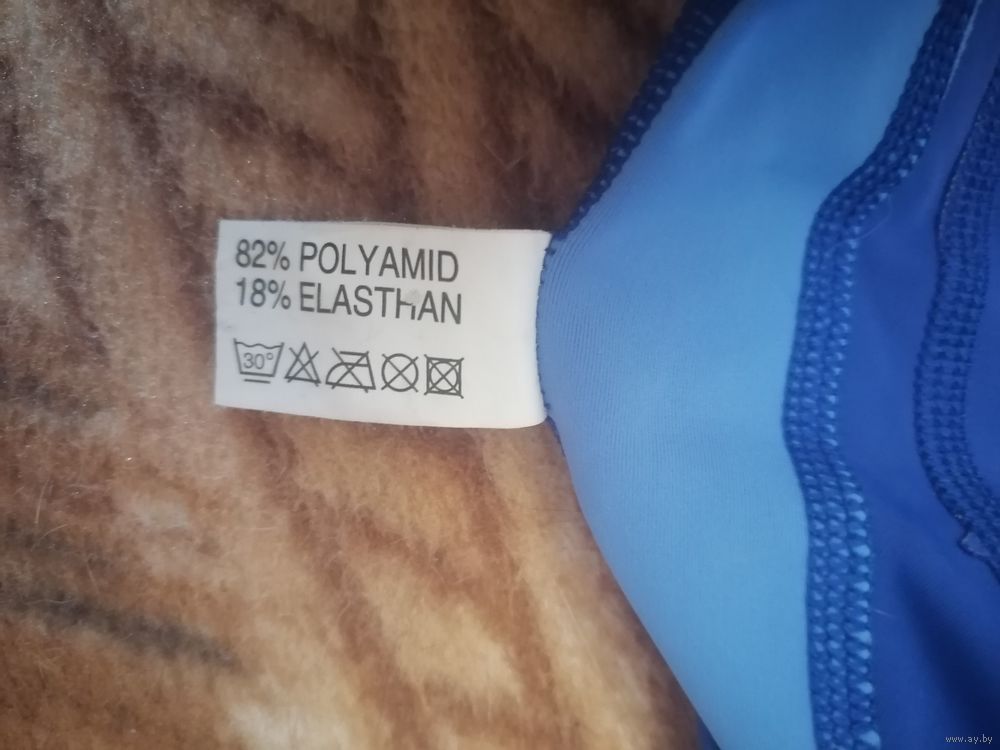 82% POLYAMID
18% ELASTHAN
30°
www.ay.by